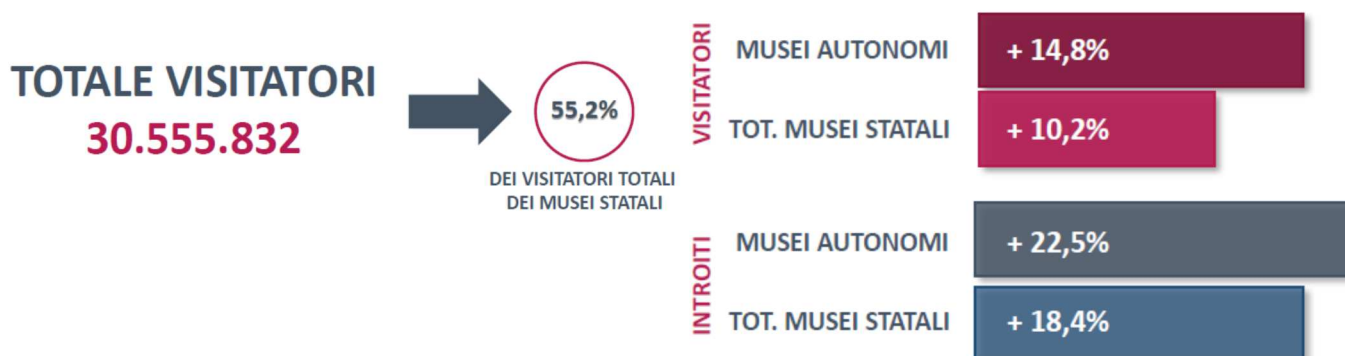 TOTALE VISITATORI
30.555.832
55,2%
DEI VISITATORI TOTALI
DEI MUSEI STATALI
VISITATORI
MUSEI AUTONOMI
+ 14,8%
TOT. MUSEI STATALI
+ 10,2%
INTROITI
MUSEI AUTONOMI
+ 22,5%
TOT. MUSEI STATALI
+ 18,4%